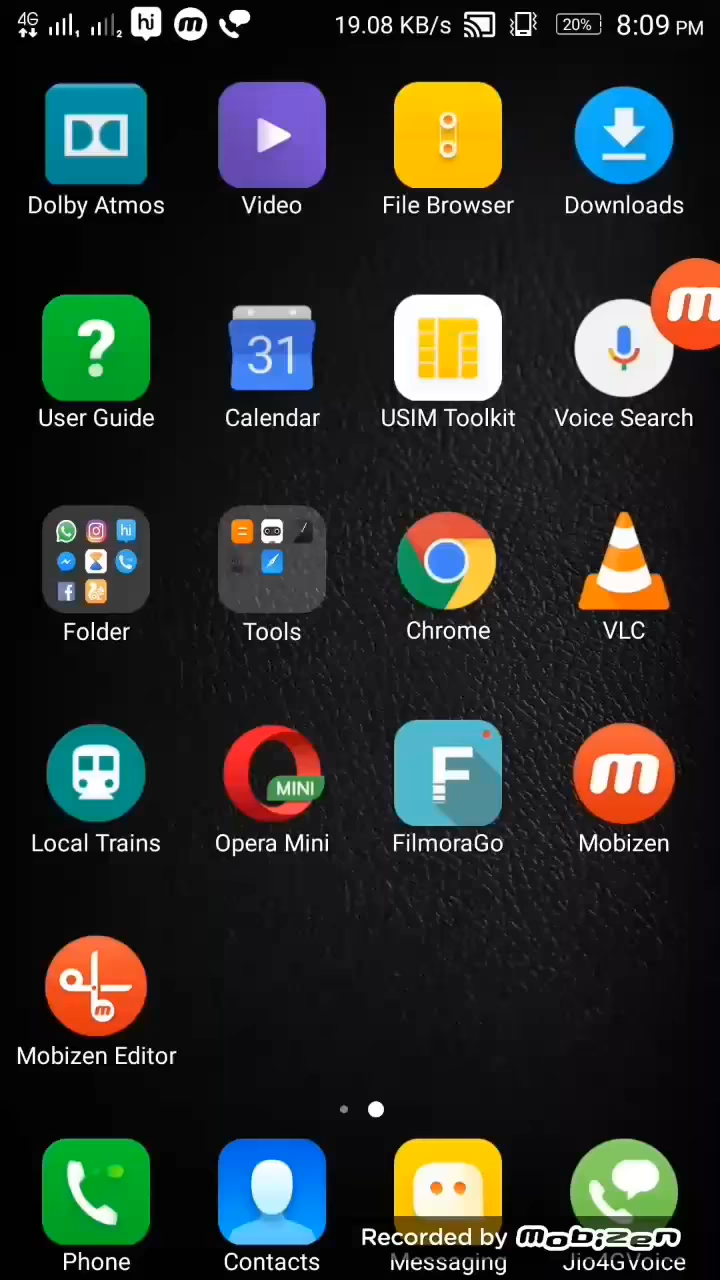 4G 1 2 hi m 19.08 KB/s 20% 8:09 PM
Dolby Atmos Video File Browser Downloads
m
? 31
User Guide Calendar USIM Toolkit Voice Search
hi
f
Folder Tools Chrome VLC
MINI F m
Local Trains Opera Mini FilmoraGo Mobizen
m
Mobizen Editor
Recorded by Mobizen
Phone Contacts Messaging Jio4GVoice